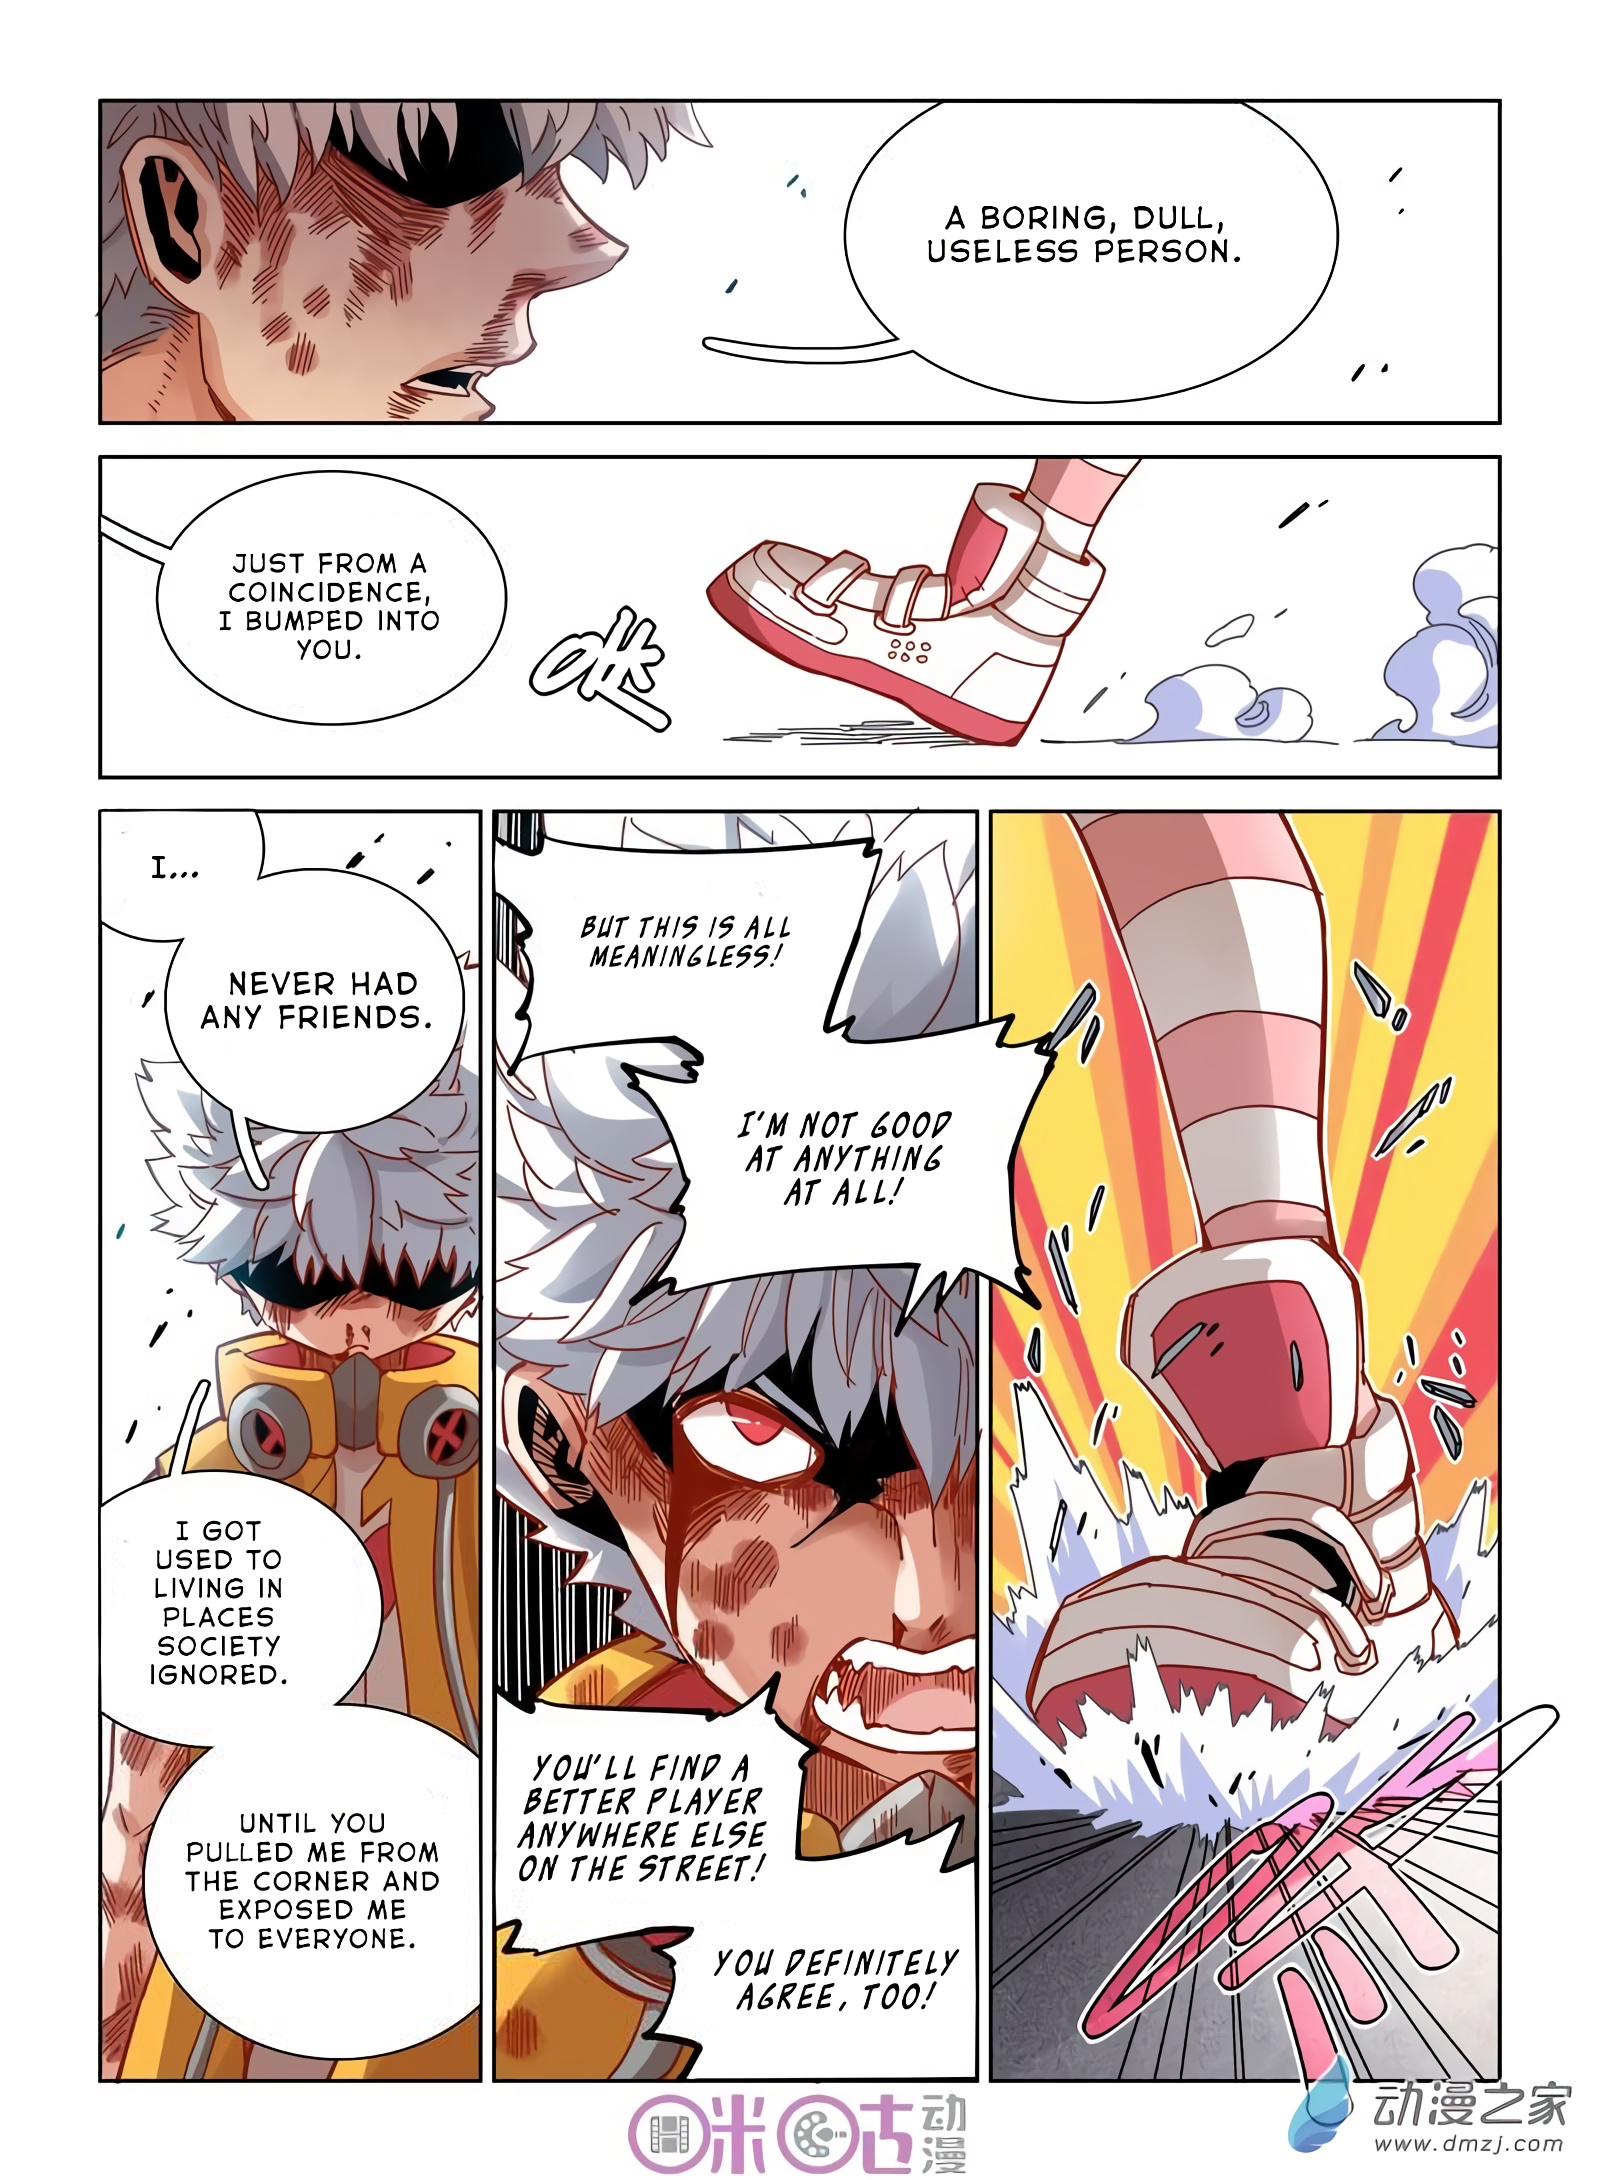 A BORING, DULL,
USELESS PERSON.
JUST FROM A
COINCIDENCE,
I BUMPED INTO
YOU.
I...
NEVER HAD
ANY FRIENDS.
I GOT
USED TO
LIVING IN
PLACES
SOCIETY
IGNORED.
UNTIL YOU
PULLED ME FROM
THE CORNER AND
EXPOSED ME
TO EVERYONE.
BUT THIS IS ALL
MEANINGLESS!
I'M NOT GOOD
AT ANYTHING
AT ALL!
YOU'LL FIND A
BETTER PLAYER
ANYWHERE ELSE
ON THE STREET!
YOU DEFINITELY
AGREE, TOO!
咪咕
动漫
动漫之家
www.dmzj.com